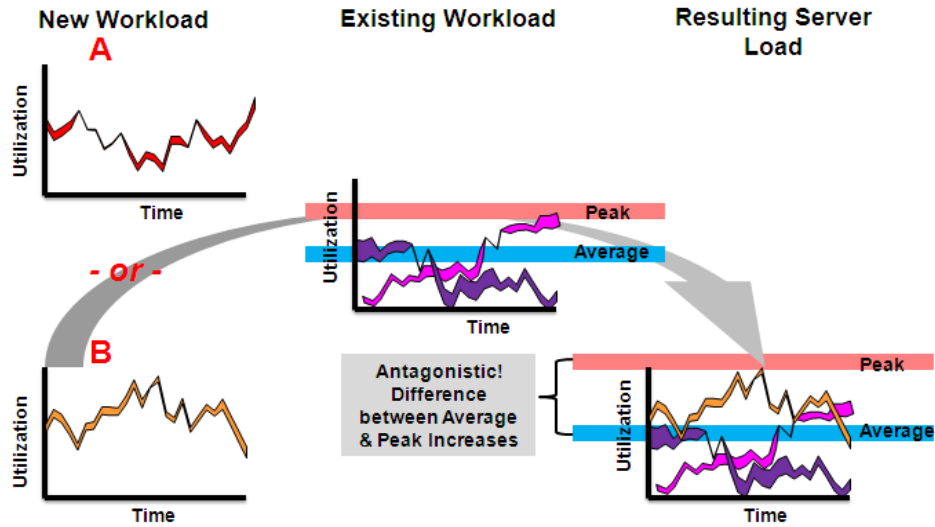 New Workload
Existing Workload
Resulting Server
Load
A
Utilization
Time
- or -
Utilization
Peak
Average
Time
B
Utilization
Time
Antagonistic!
Difference
between Average
& Peak Increases
Peak
Average
Utilization
Time